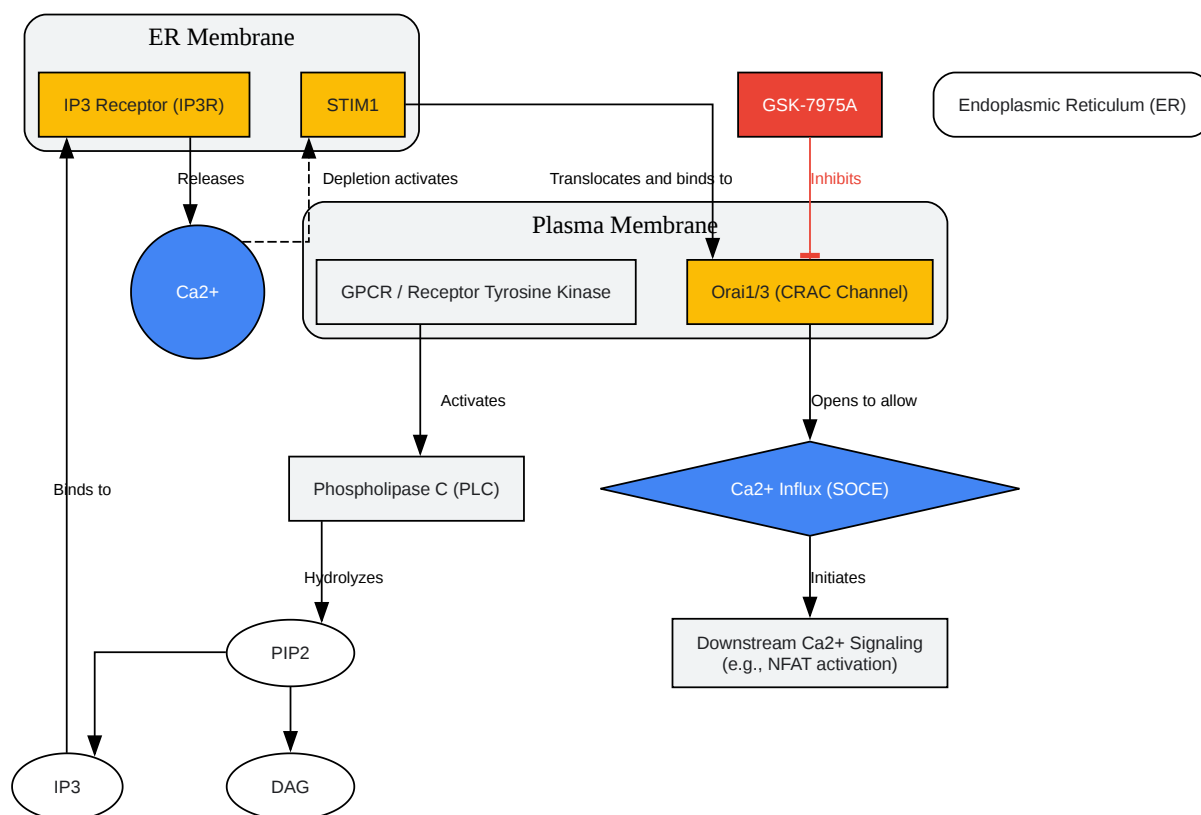 ER Membrane
IP3 Receptor (IP3R)
STIM1
GSK-7975A
Endoplasmic Reticulum (ER)
Releases
Depletion activates
Translocates and binds to
Inhibits
Plasma Membrane
Ca2+
GPCR / Receptor Tyrosine Kinase
Orai1/3 (CRAC Channel)
Activates
Opens to allow
Binds to
Phospholipase C (PLC)
Ca2+ Influx (SOCE)
Hydrolyzes
Initiates
PIP2
Downstream Ca2+ Signaling
(e.g., NFAT activation)
IP3
DAG